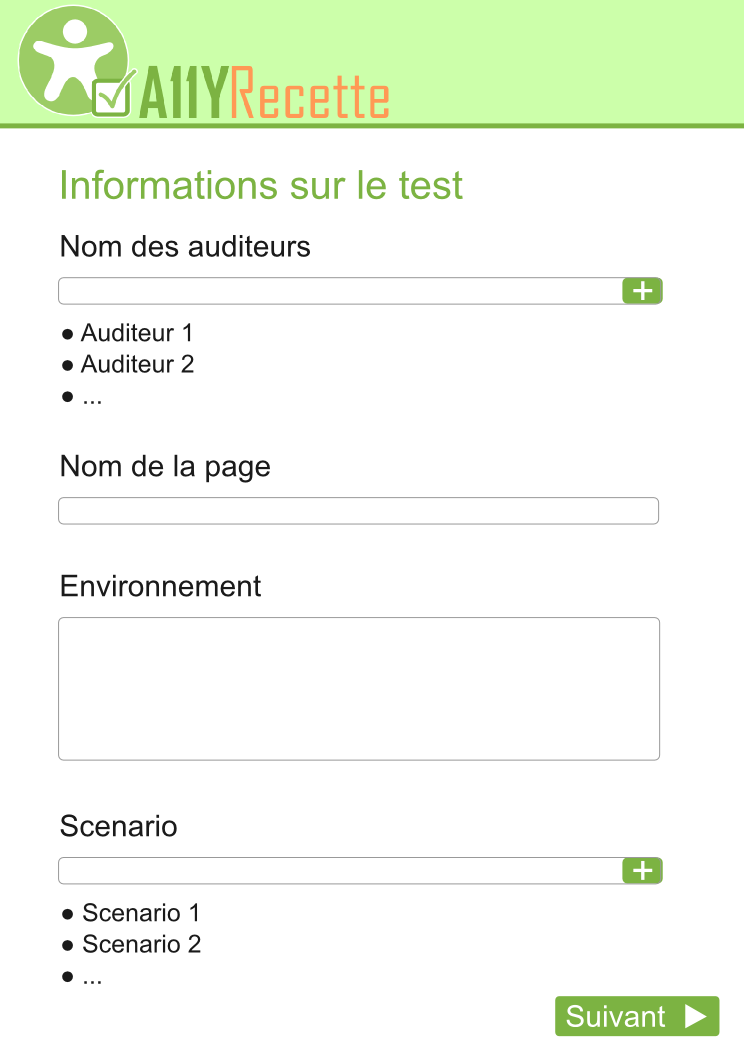 A11YRecette
Informations sur le test
Nom des auditeurs
+
● Auditeur 1
● Auditeur 2
● ...
Nom de la page
Environnement
Scenario
+
● Scenario 1
● Scenario 2
● ...
Suivant